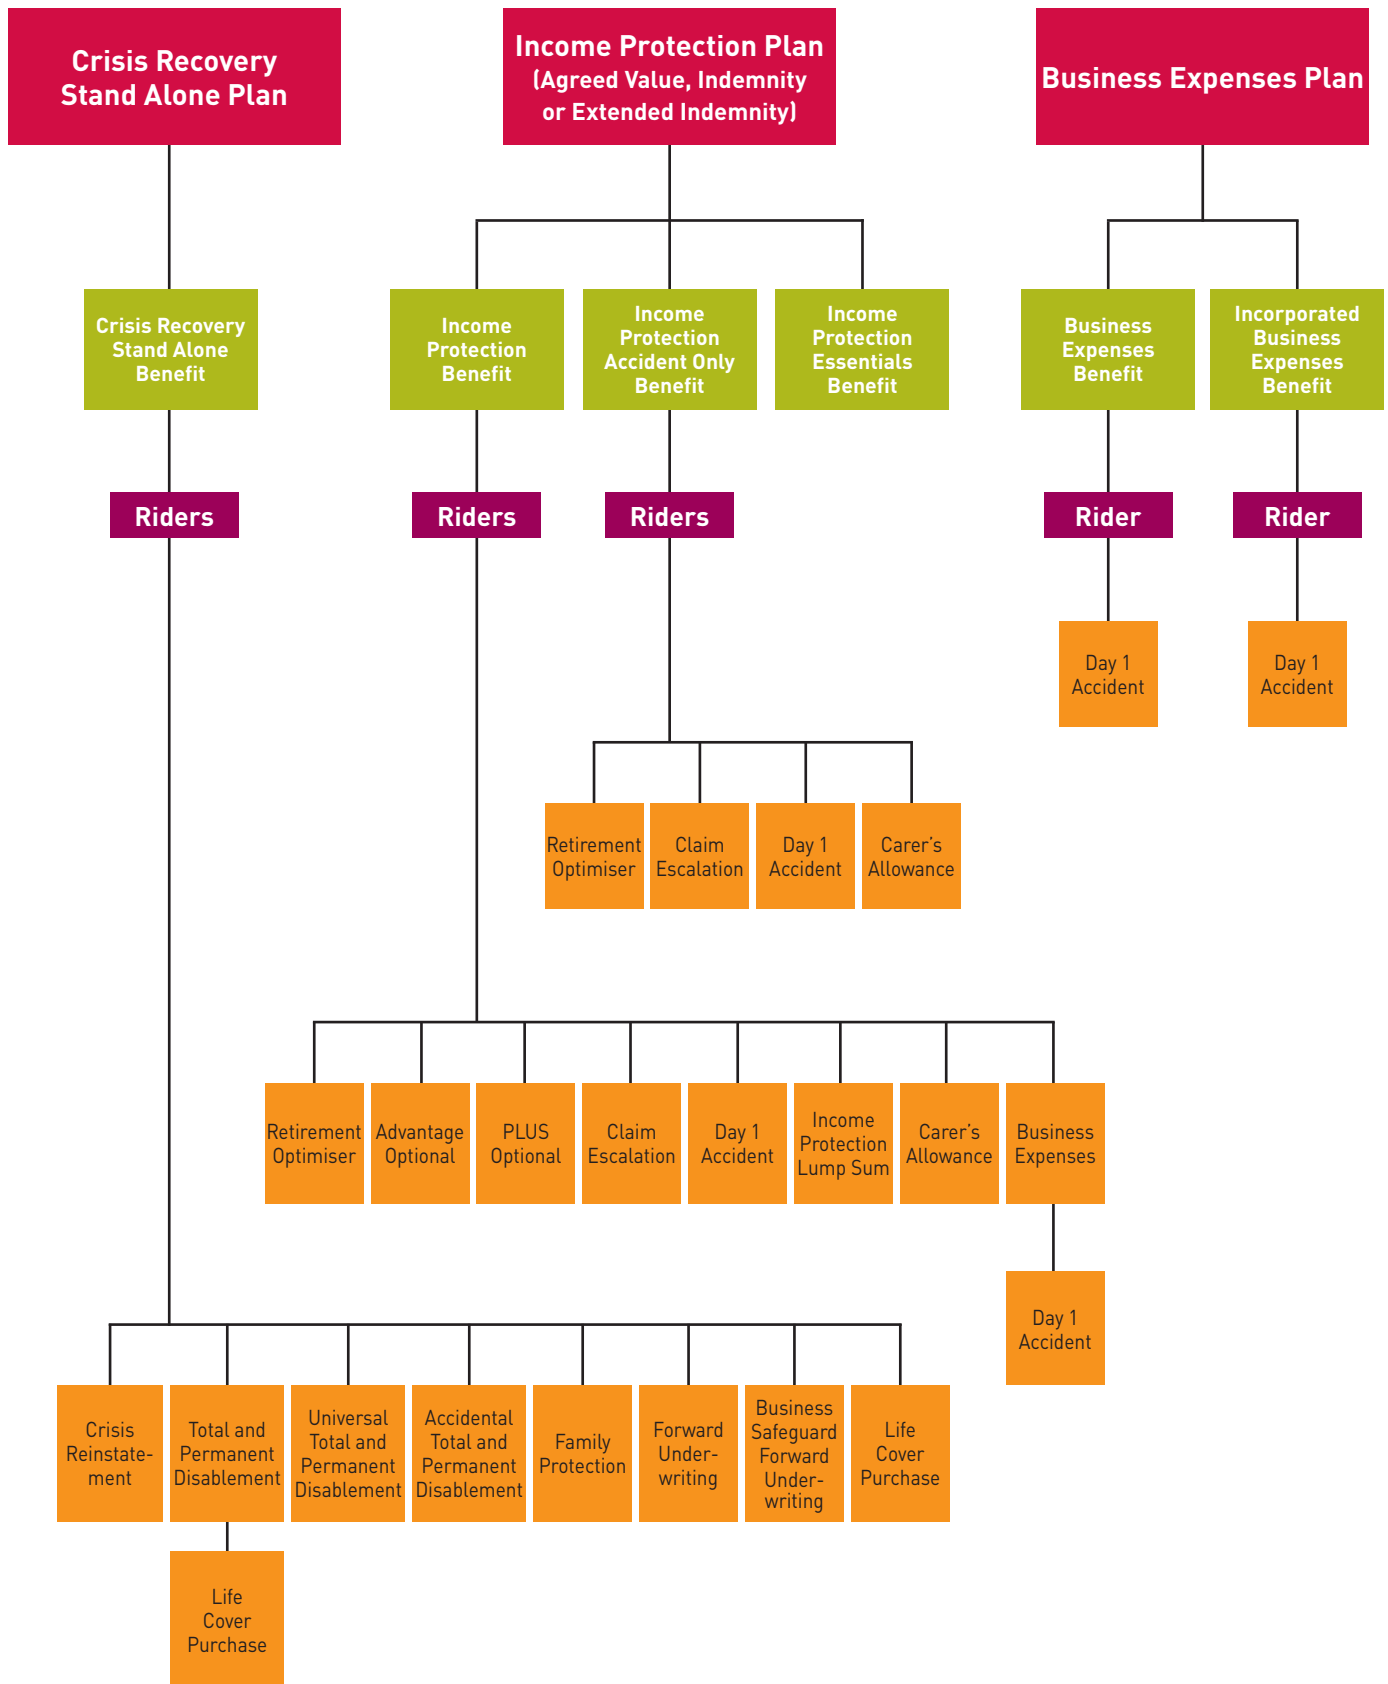 Crisis Recovery
Stand Alone Plan
Income Protection Plan
(Agreed Value, Indemnity
or Extended Indemnity)
Business Expenses Plan
Crisis Recovery
Stand Alone
Benefit
Income
Protection
Benefit
Income
Protection
Accident Only
Benefit
Income
Protection
Essentials
Benefit
Business
Expenses
Benefit
Incorporated
Business
Expenses
Benefit
Riders
Riders
Riders
Rider
Rider
Day 1
Accident
Day 1
Accident
Retirement
Optimiser
Claim
Escalation
Day 1
Accident
Carer’s
Allowance
Retirement
Optimiser
Advantage
Optional
PLUS
Optional
Claim
Escalation
Day 1
Accident
Income
Protection
Lump Sum
Carer’s
Allowance
Business
Expenses
Day 1
Accident
Crisis
Reinstate-
ment
Total and
Permanent
Disablement
Universal
Total and
Permanent
Disablement
Accidental
Total and
Permanent
Disablement
Family
Protection
Forward
Under-
writing
Business
Safeguard
Forward
Under-
writing
Life
Cover
Purchase
Life
Cover
Purchase